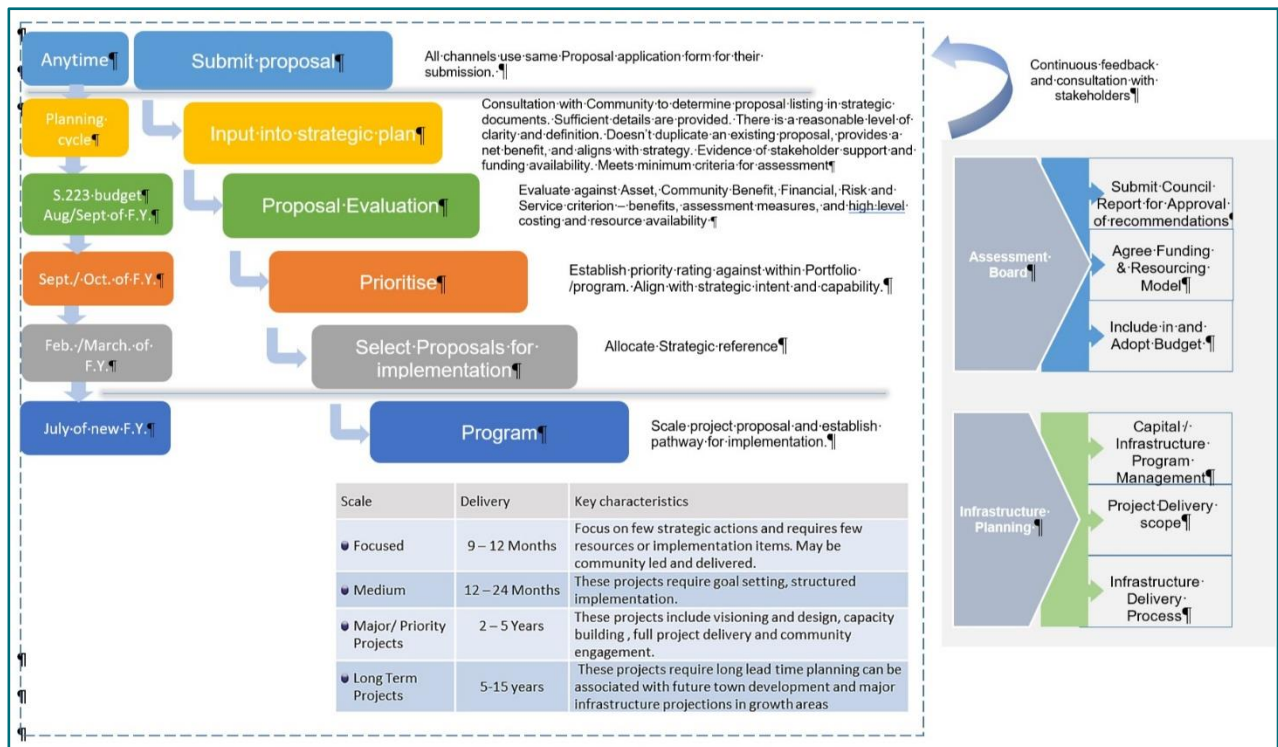 Anytime¶
Submit·proposal¶
All·channels·use·same·Proposal·application·form·for·their·
submission.·¶
Planning·
cycle¶
Input·into·strategic·plan¶
Consultation·with·Community·to·determine·proposal·listing·in·strategic·
documents.·Sufficient·details·are·provided.·There·is·a·reasonable·level·of·
clarity·and·definition.·Doesn't·duplicate·an·existing·proposal,·provides·a·
net·benefit,·and·aligns·with·strategy.·Evidence·of·stakeholder·support·and·
funding·availability.·Meets·minimum·criteria·for·assessment¶
S.223·budget¶
Aug/Sept·of·F.Y.¶
Proposal·Evaluation¶
Evaluate·against·Asset,·Community·Benefit,·Financial,·Risk·and·
Service·criterion·–·benefits,·assessment·measures,·and·high·level·
costing·and·resource·availability·¶
Sept./·Oct.·of·F.Y.¶
Prioritise¶
Establish·priority·rating·against·within·Portfolio·
/program.·Align·with·strategic·intent·and·capability.¶
Feb./March.·of·
F.Y.¶
Select·Proposals·for·
implementation¶
Allocate·Strategic·reference¶
July·of·new·F.Y.¶
Program¶
Scale·project·proposal·and·establish·
pathway·for·implementation.¶
Scale Delivery Key characteristics
Focused 9 – 12 Months Focus on few strategic actions and requires few
resources or implementation items. May be
community led and delivered.
Medium 12 – 24 Months These projects require goal setting, structured
implementation.
Major/ Priority
Projects 2 – 5 Years These projects include visioning and design, capacity
building , full project delivery and community
engagement.
Long Term
Projects 5-15 years These projects require long lead time planning can be
associated with future town development and major
infrastructure projections in growth areas
Continuous·feedback·
and·consultation·with·
stakeholders¶
Assessment·
Board¶
Submit·Council·
Report·for·Approval·
of·recommendations¶
Agree·Funding·
&·Resourcing·
Model¶
Include·in·and·
Adopt·Budget¶
Infrastructure·
Planning¶
Capital·/·
Infrastructure·
Program·
Management¶
Project·Delivery·
scope¶
Infrastructure·
Delivery·
Process¶